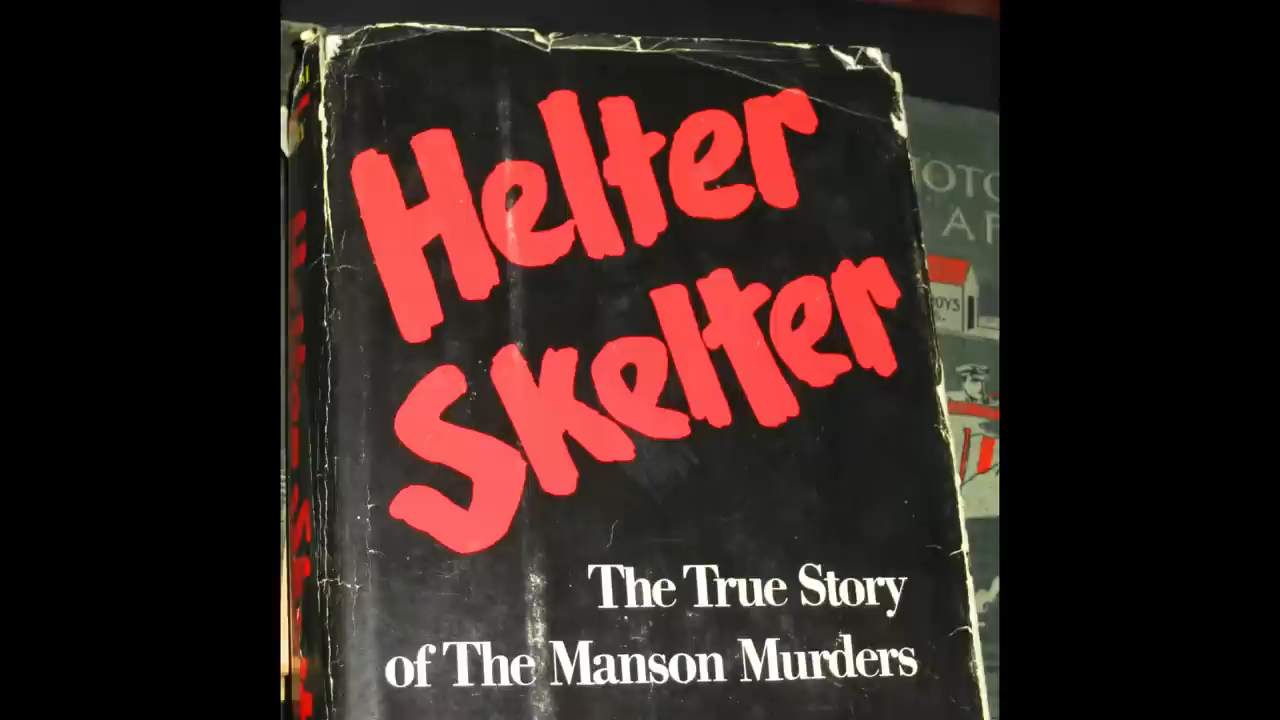 Helter
Skelter
The True Story
of The Manson Murders